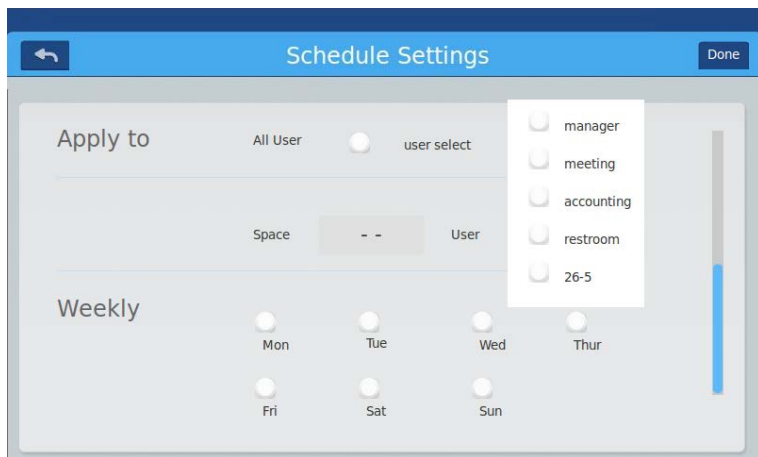 Schedule Settings
Done
Apply to
All User
user select
manager
meeting
accounting
restroom
26-5
Space
- -
User
Weekly
Mon
Tue
Wed
Thur
Fri
Sat
Sun